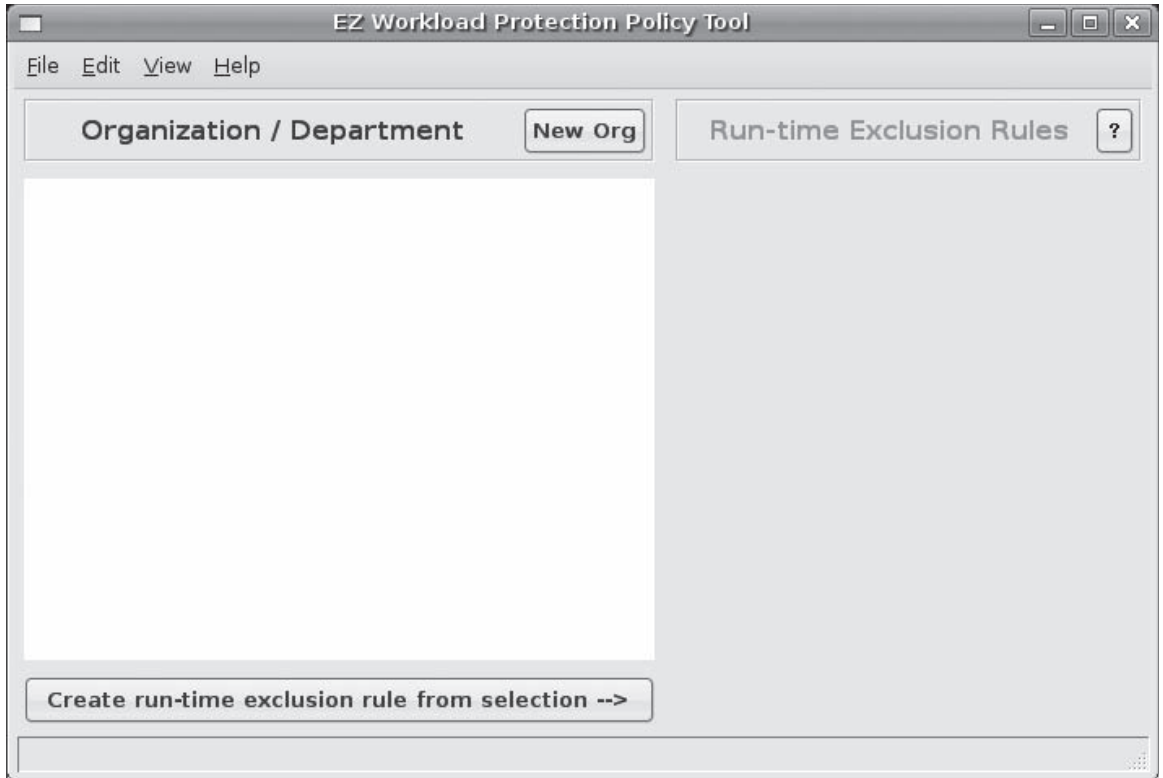 EZ Workload Protection Policy Tool
File Edit View Help
Organization / Department New Org
Run-time Exclusion Rules ?
Create run-time exclusion rule from selection -->